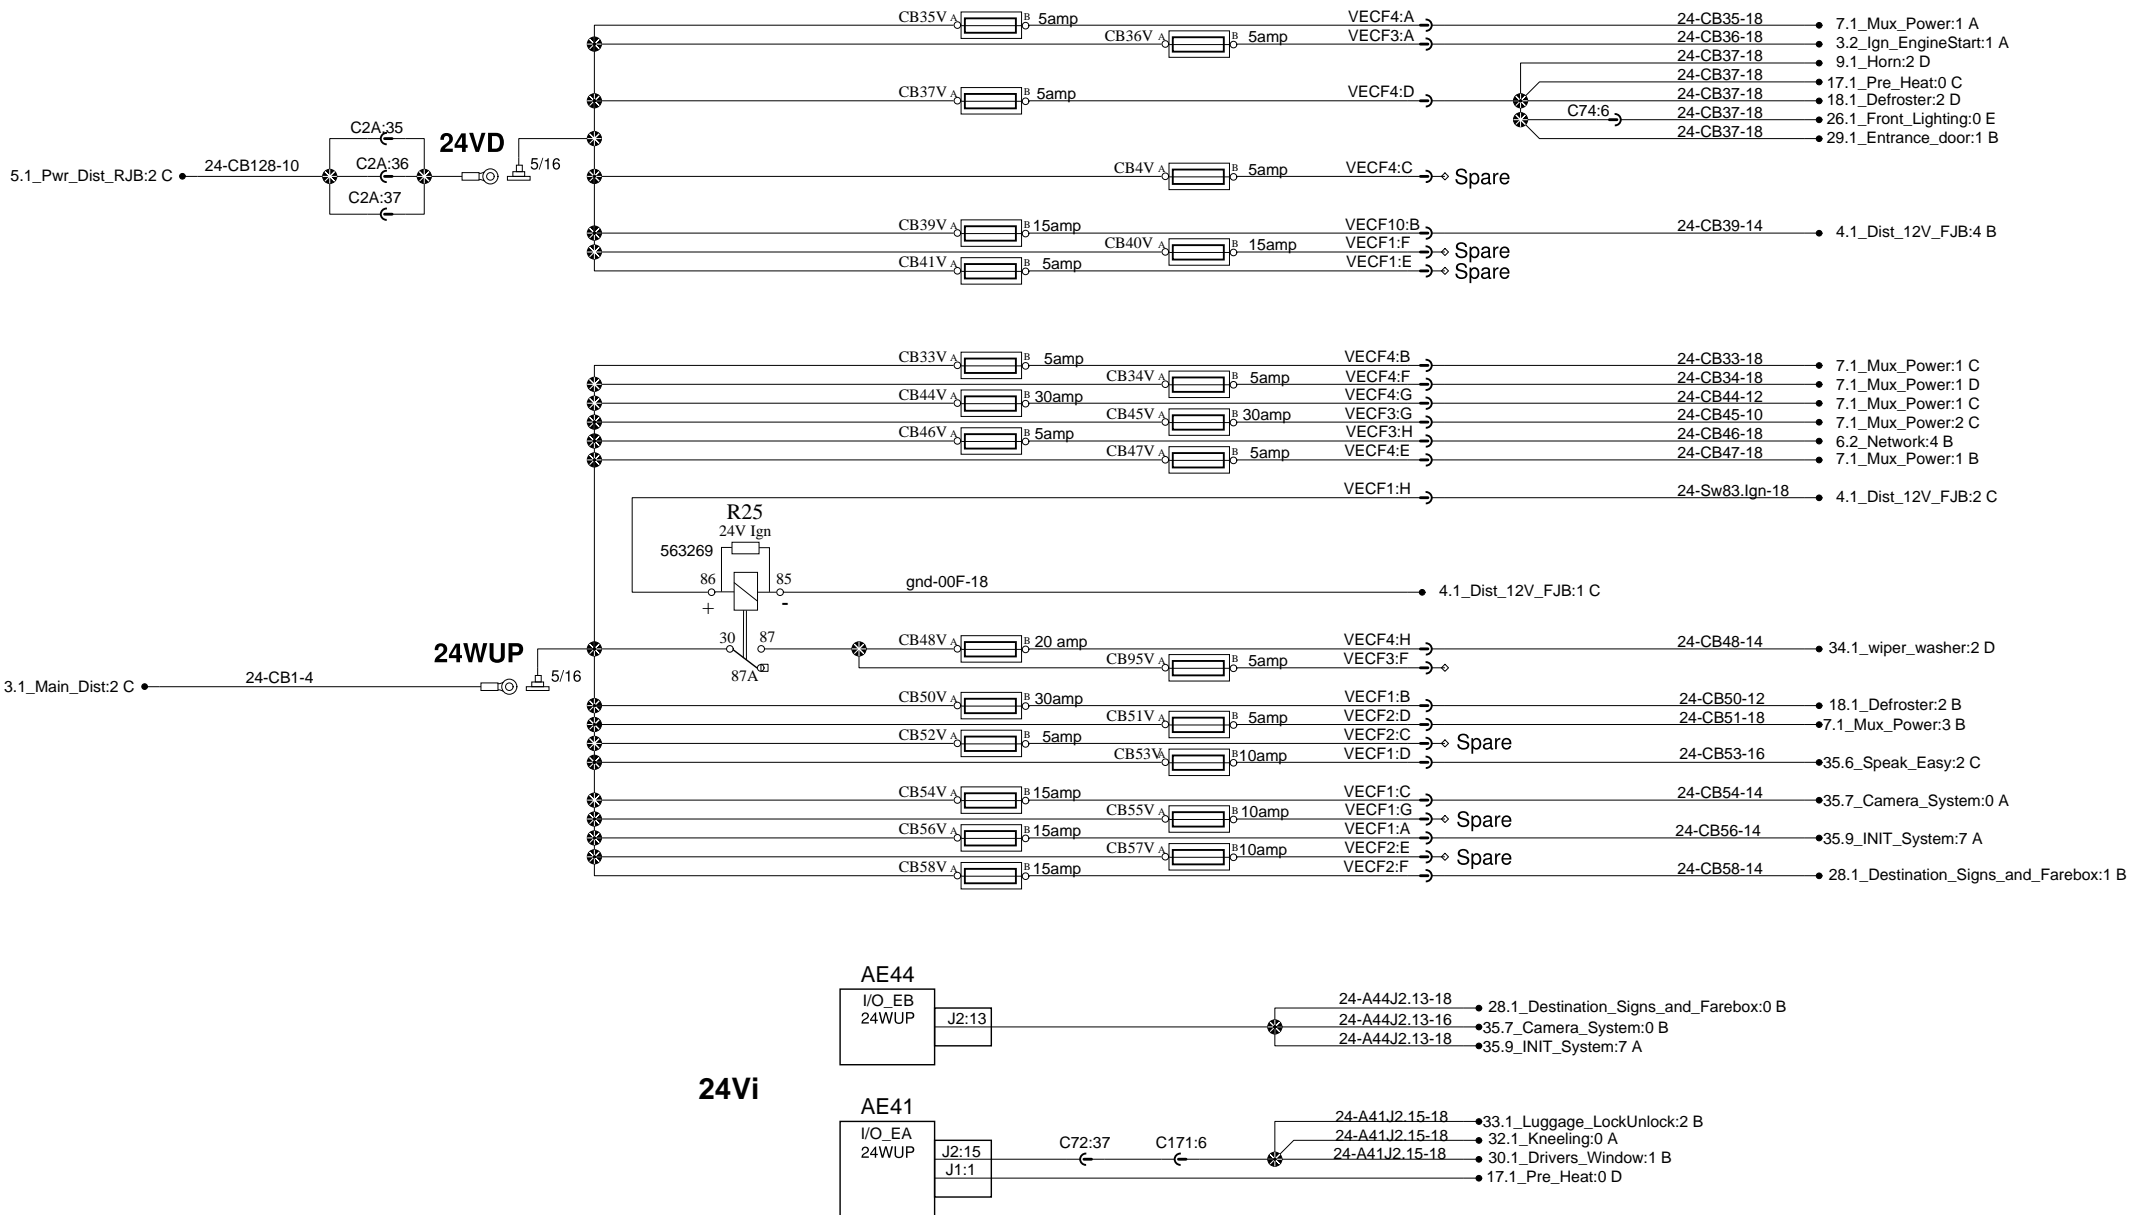 CB35V A B 5amp VECF4:A 24-CB35-18 7.1_Mux_Power:1 A
CB36V A B 5amp VECF3:A 24-CB36-18 3.2_Ign_EngineStart:1 A
24-CB37-18 9.1_Horn:2 D
24-CB37-18 17.1_Pre_Heat:0 C
CB37V A B 5amp VECF4:D 24-CB37-18 18.1_Defroster:2 D
C74:6 24-CB37-18 26.1_Front_Lighting:0 E
24-CB37-18 29.1_Entrance_door:1 B
C2A:35
24VD
5.1_Pwr_Dist_RJB:2 C 24-CB128-10 C2A:36 5/16
C2A:37
CB4V A B 5amp VECF4:C Spare
CB39V A B 15amp VECF10:B 24-CB39-14 4.1_Dist_12V_FJB:4 B
CB40V A B 15amp VECF1:F Spare
CB41V A B 5amp VECF1:E Spare
CB33V A B 5amp VECF4:B 24-CB33-18 7.1_Mux_Power:1 C
CB34V A B 5amp VECF4:F 24-CB34-18 7.1_Mux_Power:1 D
CB44V A B 30amp VECF4:G 24-CB44-12 7.1_Mux_Power:1 C
CB45V A B 30amp VECF3:G 24-CB45-10 7.1_Mux_Power:2 C
CB46V A B 5amp VECF3:H 24-CB46-18 6.2_Network:4 B
CB47V A B 5amp VECF4:E 24-CB47-18 7.1_Mux_Power:1 B
VECF1:H 24-Sw83.Ign-18 4.1_Dist_12V_FJB:2 C
R25
24V Ign
563269
86 85 gnd-00F-18 4.1_Dist_12V_FJB:1 C
+ -
30 87
87A
24WUP
3.1_Main_Dist:2 C 24-CB1-4 5/16
CB48V A B 20 amp VECF4:H 24-CB48-14 34.1_wiper_washer:2 D
CB95V A B 5amp VECF3:F
CB50V A B 30amp VECF1:B 24-CB50-12 18.1_Defroster:2 B
CB51V A B 5amp VECF2:D 24-CB51-18 7.1_Mux_Power:3 B
CB52V A B 5amp VECF2:C Spare
CB53V A B 10amp VECF1:D 24-CB53-16 35.6_Speak_Easy:2 C
CB54V A B 15amp VECF1:C 24-CB54-14 35.7_Camera_System:0 A
CB55V A B 10amp VECF1:G Spare
CB56V A B 15amp VECF1:A 24-CB56-14 35.9_INIT_System:7 A
CB57V A B 10amp VECF2:E Spare
CB58V A B 15amp VECF2:F 24-CB58-14 28.1_Destination_Signs_and_Farebox:1 B
AE44
I/O_EB
24WUP
J2:13
24-A44J2.13-18 28.1_Destination_Signs_and_Farebox:0 B
24-A44J2.13-16 35.7_Camera_System:0 B
24-A44J2.13-18 35.9_INIT_System:7 A
24Vi
AE41
I/O_EA
24WUP
J2:15 C72:37 C171:6
J1:1
24-A41J2.15-18 33.1_Luggage_LockUnlock:2 B
24-A41J2.15-18 32.1_Kneeling:0 A
24-A41J2.15-18 30.1_Drivers_Window:1 B
17.1_Pre_Heat:0 D